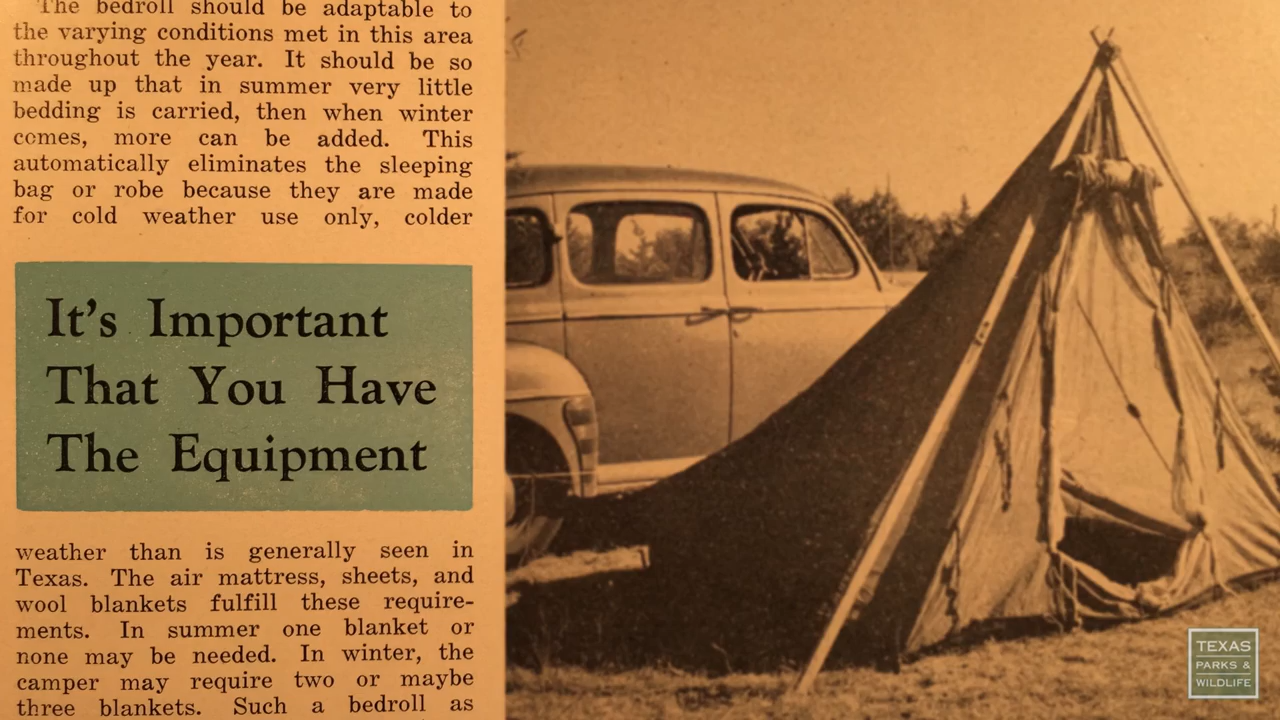 The bedroll should be adaptable to
the varying conditions met in this area
throughout the year. It should be so
made up that in summer very little
bedding is carried, then when winter
comes, more can be added. This
automatically eliminates the sleeping
bag or robe because they are made
for cold weather use only, colder
It's Important
That You Have
The Equipment
weather than is generally seen in
Texas. The air mattress, sheets, and
wool blankets fulfill these require-
ments. In summer one blanket or
none may be needed. In winter, the
camper may require two or maybe
three blankets. Such a bedroll as
TEXAS
PARKS &
WILDLIFE